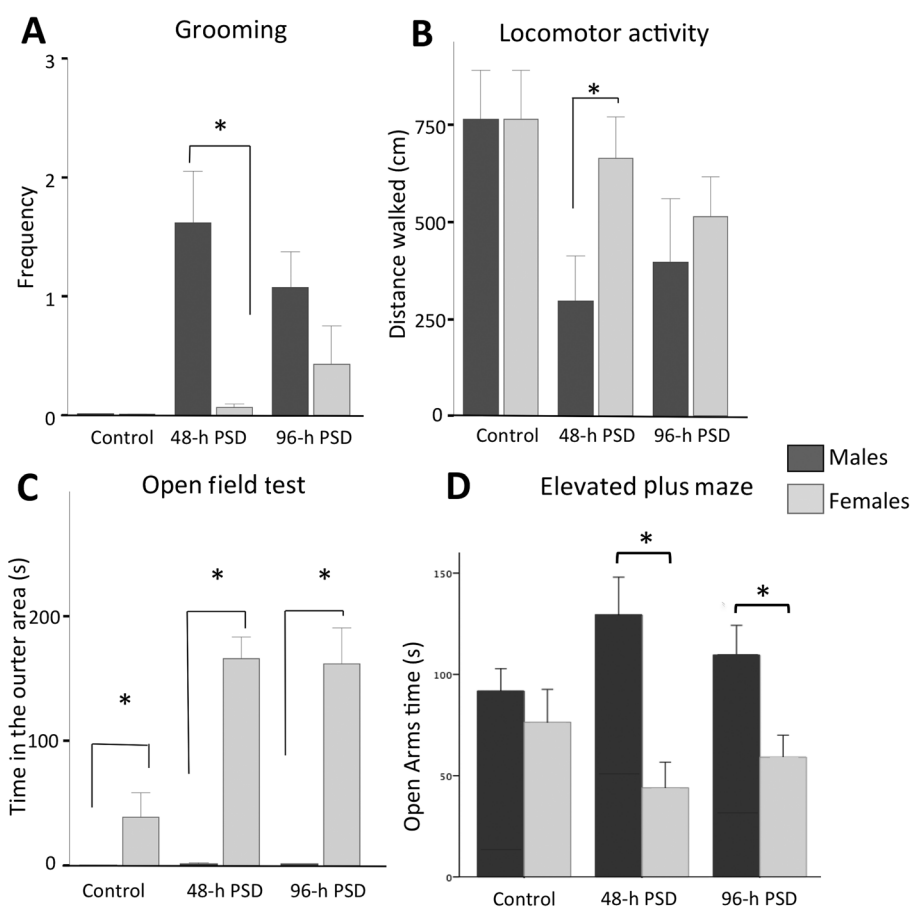 A
Grooming
3
2
1
0
Frequency
*
Control
48-h PSD
96-h PSD
B
Locomotor activity
750
500
250
0
Distance walked (cm)
*
Control
48-h PSD
96-h PSD
Males
Females
C
Open field test
200
100
0
Time in the ourter area (s)
*
*
*
Control
48-h PSD
96-h PSD
D
Elevated plus maze
150
100
50
0
Open Arms time (s)
*
*
Control
48-h PSD
96-h PSD